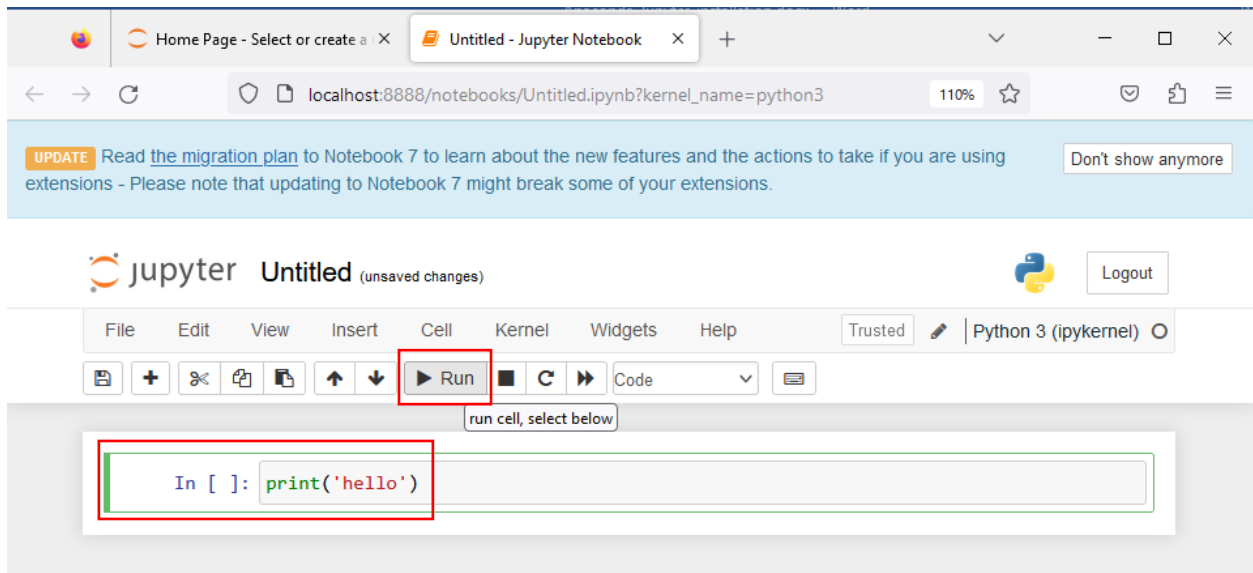 Home Page - Select or create a
Untitled - Jupyter Notebook
localhost:8888/notebooks/Untitled.ipynb?kernel_name=python3
110%
UPDATE Read the migration plan to Notebook 7 to learn about the new features and the actions to take if you are using
extensions - Please note that updating to Notebook 7 might break some of your extensions.
Don't show anymore
jupyter Untitled (unsaved changes)
Logout
File Edit View Insert Cell Kernel Widgets Help
Trusted
Python 3 (ipykernel)
Run
Code
run cell, select below
In [ ]: print('hello')